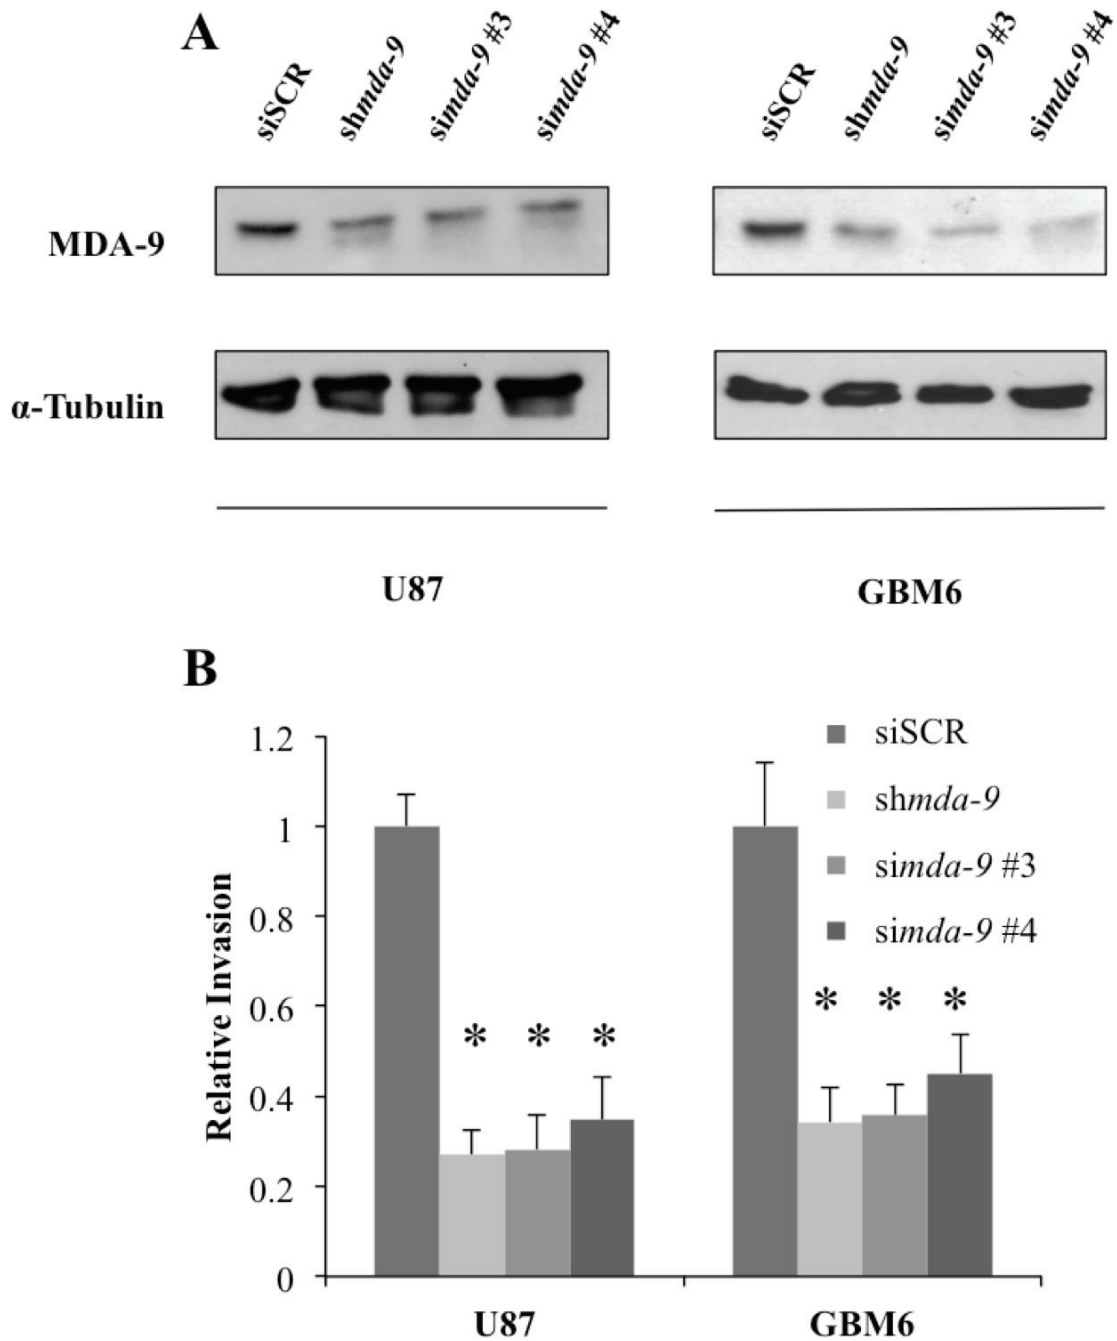 A
siSCR
shmda-9
simda-9 #3
simda-9 #4
siSCR
shmda-9
simda-9 #3
simda-9 #4
MDA-9
α-Tubulin
U87
GBM6
B
siSCR
shmda-9
simda-9 #3
simda-9 #4
Relative Invasion
1.2
1
0.8
0.6
0.4
0.2
0
* * *
* * *
U87
GBM6